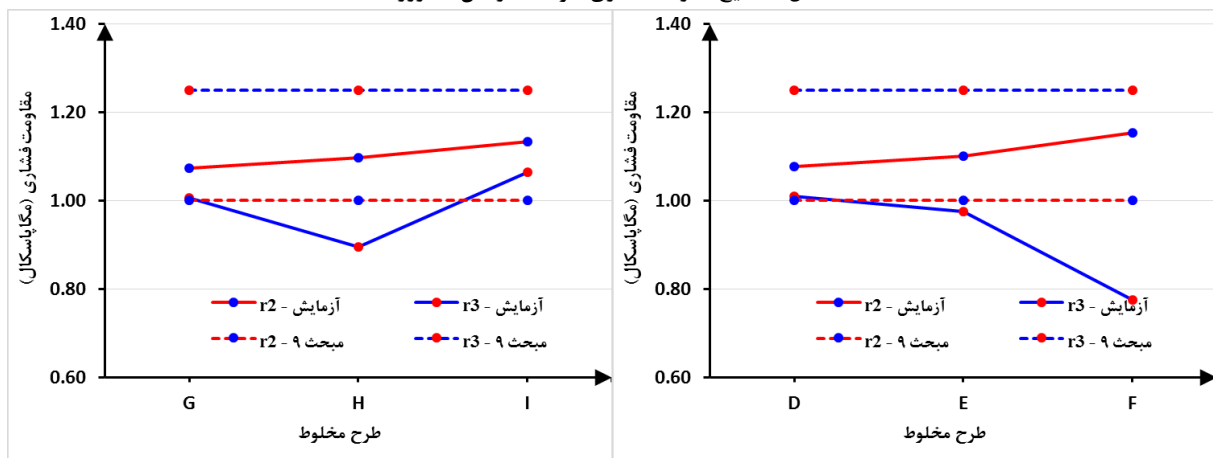 1.40
1.20
1.00
0.80
0.60
مقاومت فشاری (مگاپاسکال)
آزمایش - r2
آزمایش - r3
مبحث ۹ - r2
مبحث ۹ - r3
G H I
طرح مخلوط
1.40
1.20
1.00
0.80
0.60
مقاومت فشاری (مگاپاسکال)
آزمایش - r2
آزمایش - r3
مبحث ۹ - r2
مبحث ۹ - r3
D E F
طرح مخلوط